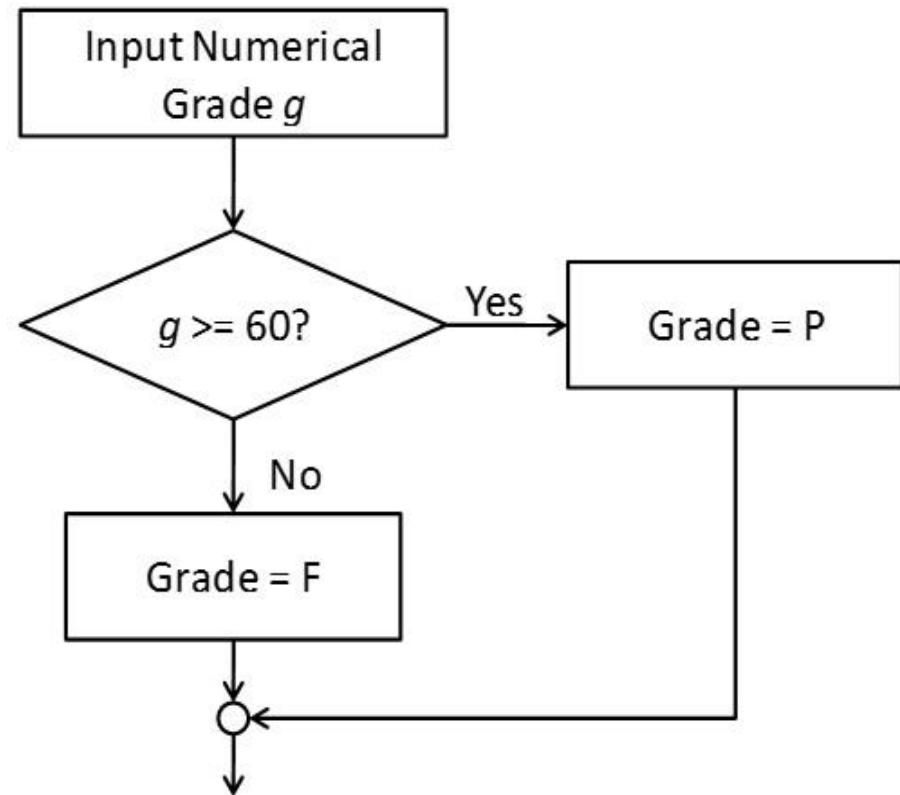 Input Numerical
Grade g
g >= 60?
Yes
Grade = P
No
Grade = F